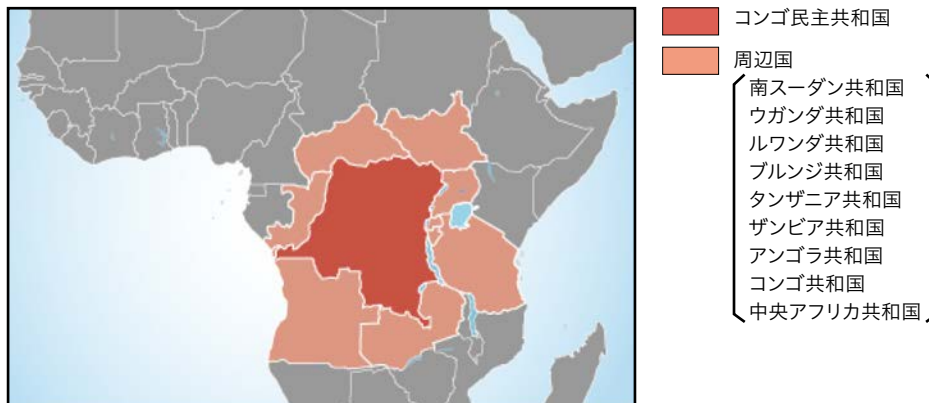 コンゴ民主共和国
周辺国
南スーダン共和国
ウガンダ共和国
ルワンダ共和国
ブルンジ共和国
タンザニア共和国
ザンビア共和国
アンゴラ共和国
コンゴ共和国
中央アフリカ共和国